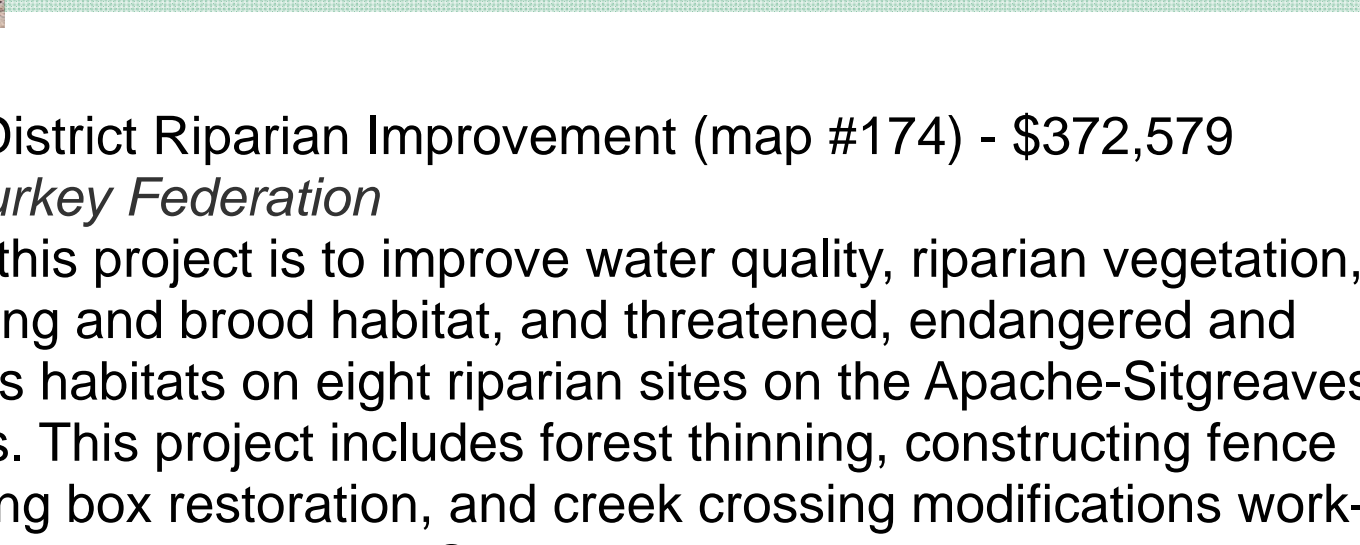 District Riparian Improvement (map #174) - $372,579
urkey Federation
this project is to improve water quality, riparian vegetation,
ing and brood habitat, and threatened, endangered and
s habitats on eight riparian sites on the Apache-Sitgreaves
s. This project includes forest thinning, constructing fence
ng box restoration, and creek crossing modifications work-